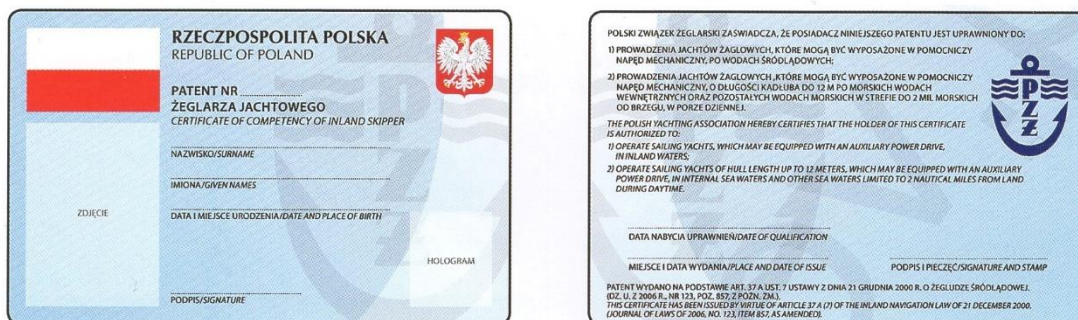 RZECZPOSPOLITA POLSKA
REPUBLIC OF POLAND
PATENT NR ....................
ŻEGLARZA JACHTOWEGO
CERTIFICATE OF COMPETENCY OF INLAND SKIPPER
NAZWISKO/SURNAME
IMIONA/GIVEN NAMES
ZDJĘCIE
DATA I MIEJSCE URODZENIA/DATE AND PLACE OF BIRTH
HOLOGRAM
PODPIS/SIGNATURE
POLSKI ZWIĄZEK ŻEGLARSKI ZAŚWIADCZA, ŻE POSIADACZ NINIEJSZEGO PATENTU JEST UPRAWNIONY DO:
1) PROWADZENIA JACHTÓW ŻAGLOWYCH, KTÓRE MOGĄ BYĆ WYPOSAŻONE W POMOCNICZY
NAPĘD MECHANICZNY, PO WODACH ŚRÓDLĄDOWYCH,
2) PROWADZENIA JACHTÓW ŻAGLOWYCH ,KTÓRE MOGĄ BYĆ WYPOSAŻONE W POMOCNICZY
NAPĘD MECHANICZNY, O DŁUGOŚCI KADŁUBA DO 12 M PO MORSKICH WODACH
WEWNĘTRZNYCH ORAZ POZOSTAŁYCH WODACH MORSKICH W STREFIE DO 2 MIL MORSKICH
OD BRZEGU, W PORZE DZIENNEJ.
THE POLISH YACHTING ASSOCIATION HEREBY CERTIFIES THAT THE HOLDER OF THIS CERTIFICATE
IS AUTHORIZED TO:
1) OPERATE SAILING YACHTS, WHICH MAY BE EQUIPPED WITH AN AUXILIARY POWER DRIVE,
IN INLAND WATERS;
2) OPERATE SAILING YACHTS OF HULL LENGTH UP TO 12 METERS, WHICH MAY BE EQUIPPED WITH AN AUXILIARY
POWER DRIVE, IN INTERNAL SEA WATERS AND OTHER SEA WATERS LIMITED TO 2 NAUTICAL MILES FROM LAND
DURING DAYTIME.
PZŻ
DATA NABYCIA UPRAWNIEŃ/DATE OF QUALIFICATION
MIEJSCE I DATA WYDANIA/PLACE AND DATE OF ISSUE
PODPIS I PIECZĘĆ/SIGNATURE AND STAMP
PATENT WYDANO NA PODSTAWIE ART. 37 A UST. 7 USTAWY Z DNIA 21 GRUDNIA 2000 R. O ŻEGLUDZE ŚRÓDLĄDOWEJ.
(DZ. U. Z 2006 R., NR 123, POZ. 857, Z PÓŹN. ZM.).
THIS CERTIFICATE HAS BEEN ISSUED BY VIRTUE OF ARTICLE 37 A (7) OF THE INLAND NAVIGATION LAW OF 21 DECEMBER 2000.
(JOURNAL OF LAWS OF 2006, NO. 123, ITEM 857, AS AMENDED).